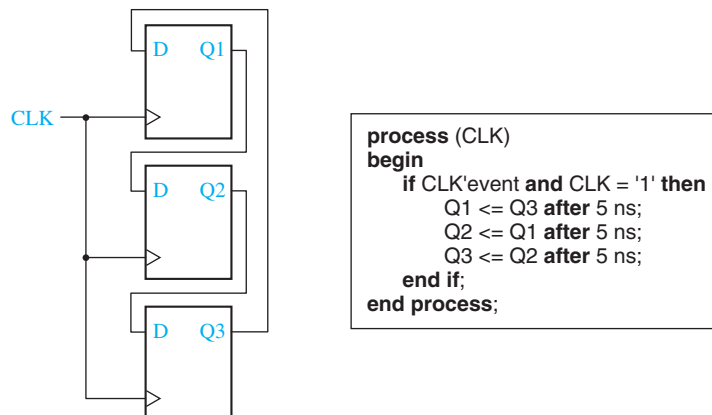 D Q1
CLK
D Q2
D Q3
process (CLK)
begin
if CLK'event and CLK = '1' then
Q1 <= Q3 after 5 ns;
Q2 <= Q1 after 5 ns;
Q3 <= Q2 after 5 ns;
end if;
end process;